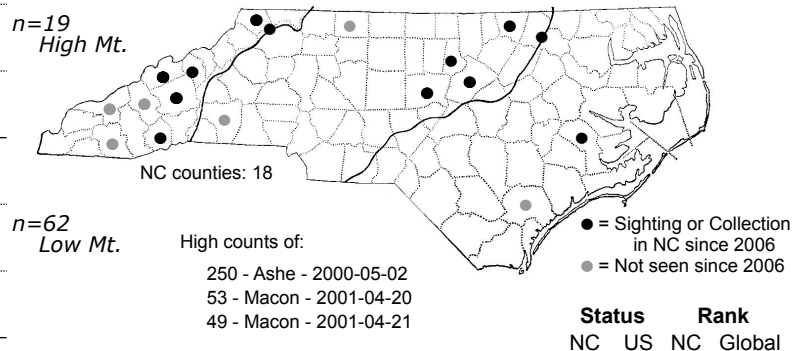 n=19
High Mt.
NC counties: 18
n=62
Low Mt.
High counts of:
250 - Ashe - 2000-05-02
53 - Macon - 2001-04-20
49 - Macon - 2001-04-21
= Sighting or Collection
in NC since 2006
= Not seen since 2006
Status Rank
NC US NC Global